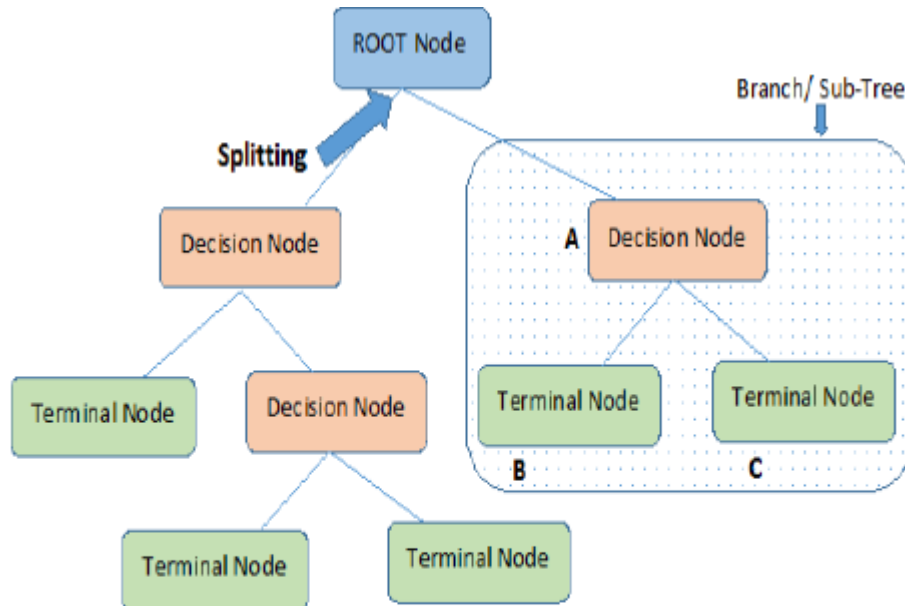 ROOT Node
Branch/ Sub-Tree
Splitting
Decision Node
A
Decision Node
Terminal Node
Decision Node
Terminal Node
Terminal Node
B
C
Terminal Node
Terminal Node